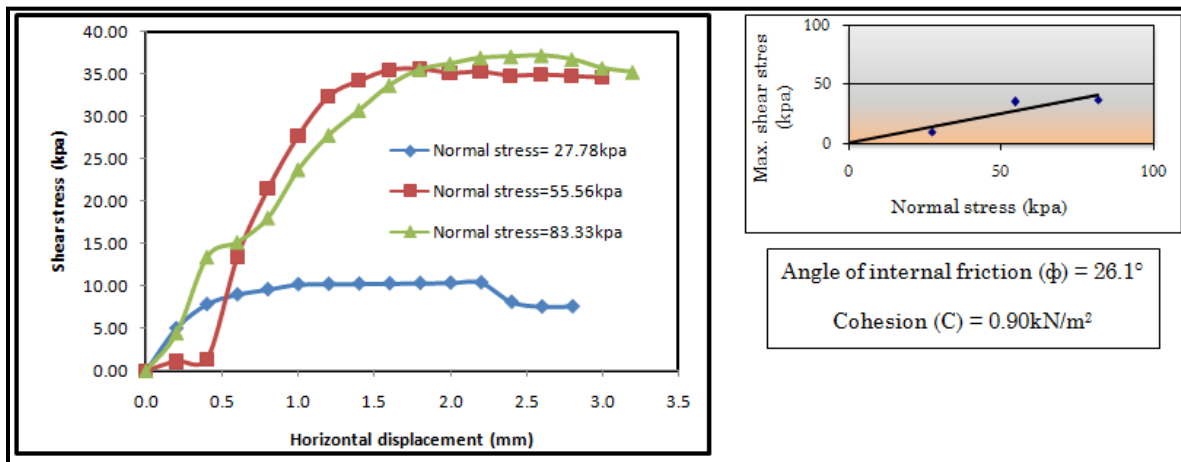 40.00
35.00
30.00
25.00
20.00
15.00
10.00
5.00
0.00
Shear stress (kpa)
Normal stress= 27.78kpa
Normal stress=55.56kpa
Normal stress=83.33kpa
0.0 0.5 1.0 1.5 2.0 2.5 3.0 3.5
Horizontal displacement (mm)
Max. shear stres
(kpa)
100
50
0
0 50 100
Normal stress (kpa)
Angle of internal friction (ф) = 26.1°
Cohesion (C) = 0.90kN/m²